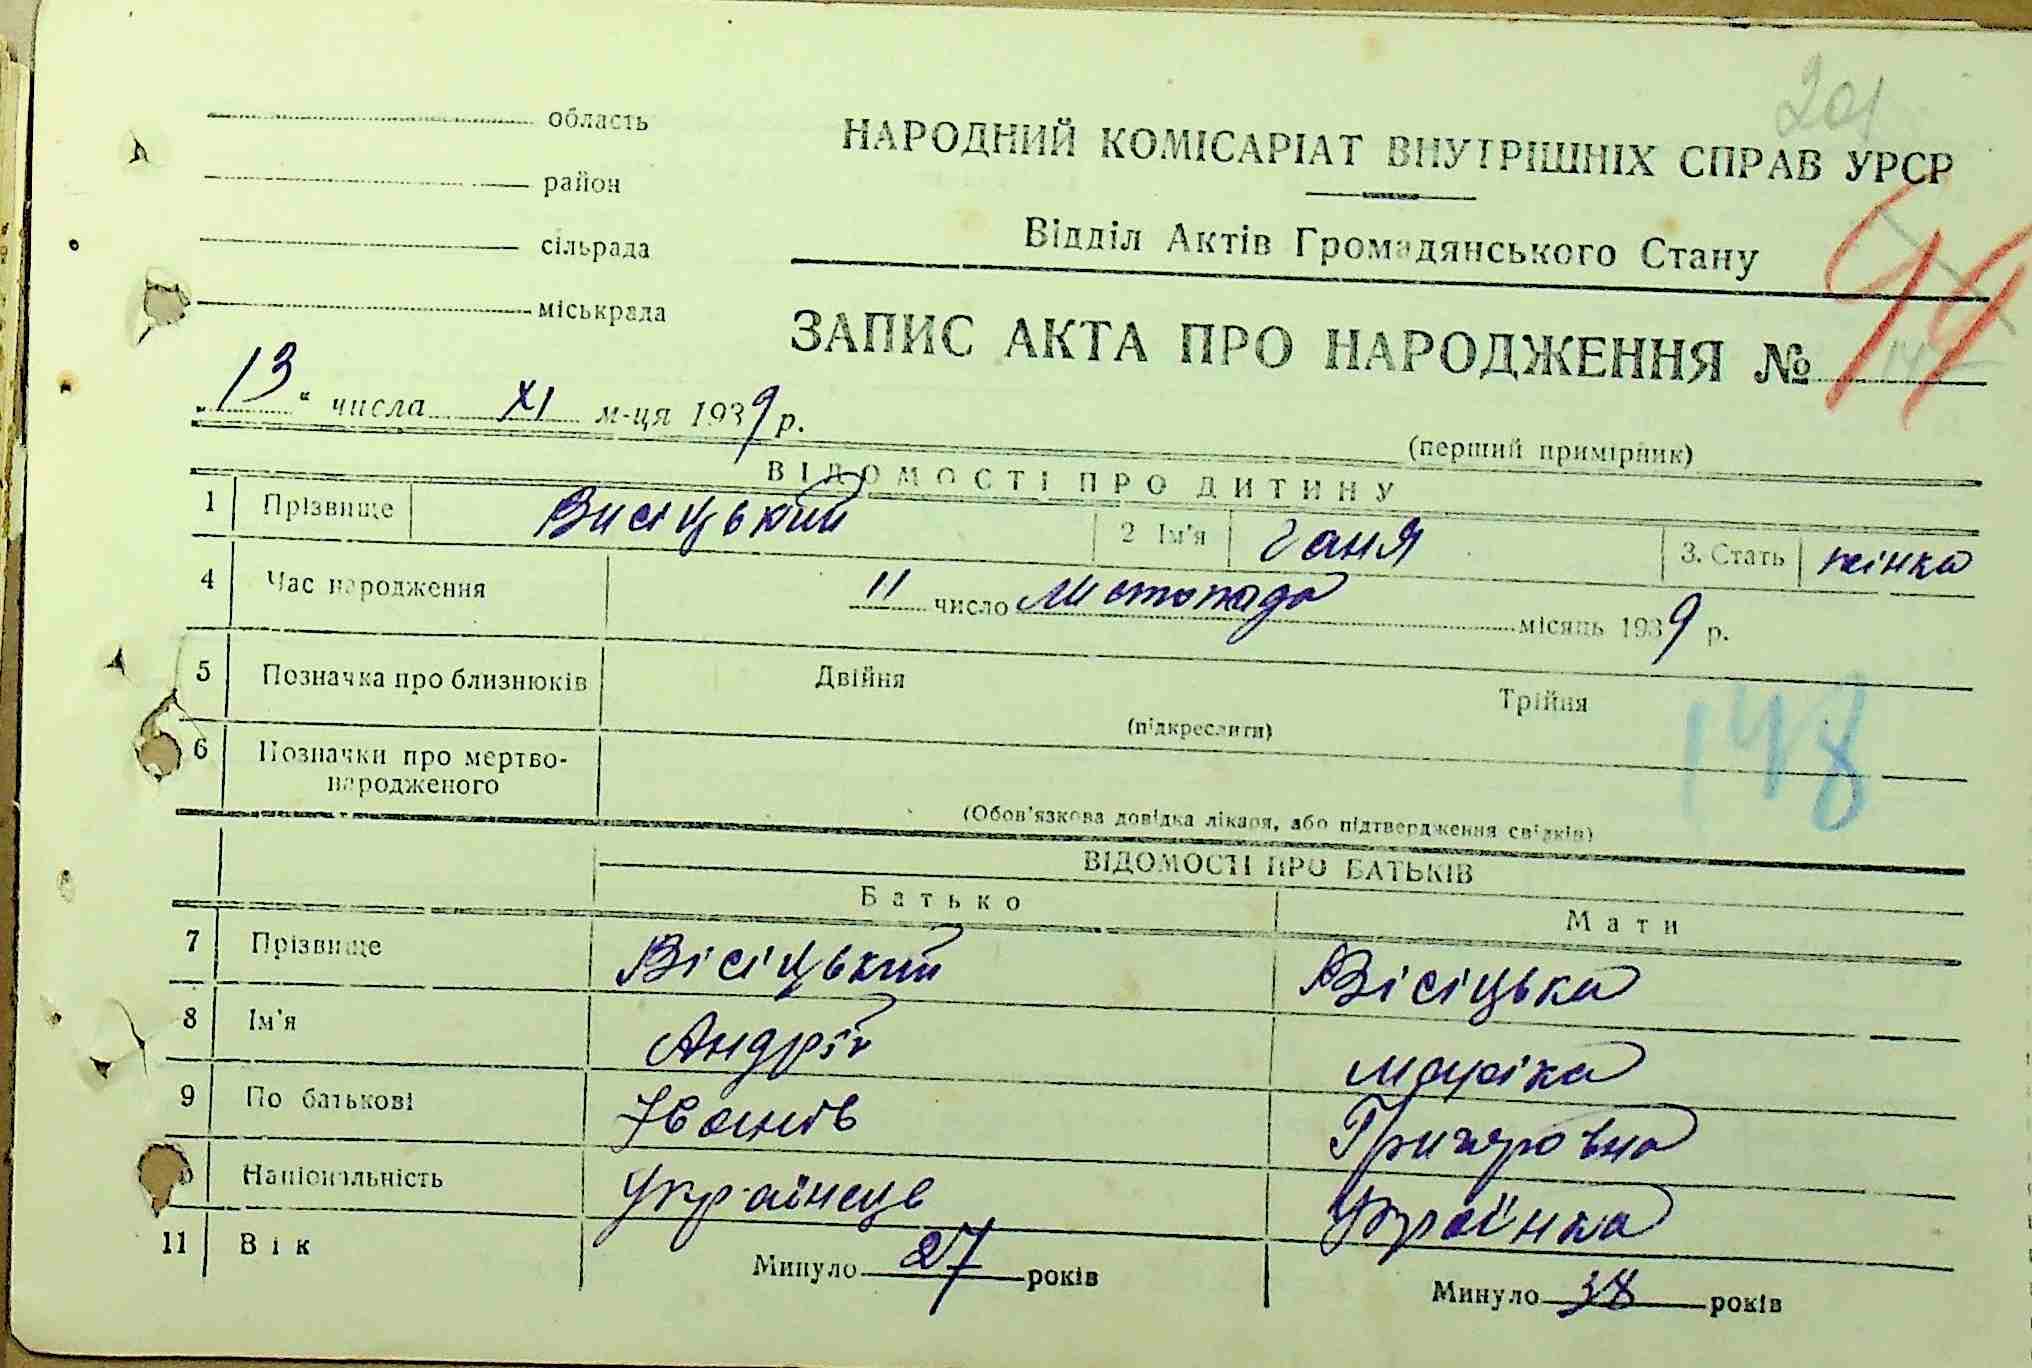 201
область
район
сільрада
міськрада
НАРОДНИЙ КОМІСАРІАТ ВНУТРІШНІХ СПРАВ УРСР
Відділ Актів Громадянського Стану
ЗАПИС АКТА ПРО НАРОДЖЕННЯ № 44
„13“ числа XI м-ця 1939 р.
(перший примірник)
ВІДОМОСТІ ПРО ДИТИНУ
1 Прізвище Висіцький 2 Ім'я Ганя 3. Стать жінка
4 Час народження 11 число Листопада місяць 1939 р.
5 Позначка про близнюків Двійня Трійня
(підкреслити)
148
6 Позначки про мертво-
народженого
(Обов'язкова довідка лікаря, або підтвердження свідків)
ВІДОМОСТІ ПРО БАТЬКІВ
Батько Мати
7 Прізвище Вісіцький Вісіцька
8 Ім'я Андрій Маріка
9 По батькові Іванів Григоровна
Національність Українець Українка
11 Вік Минуло 27 років Минуло 38 років